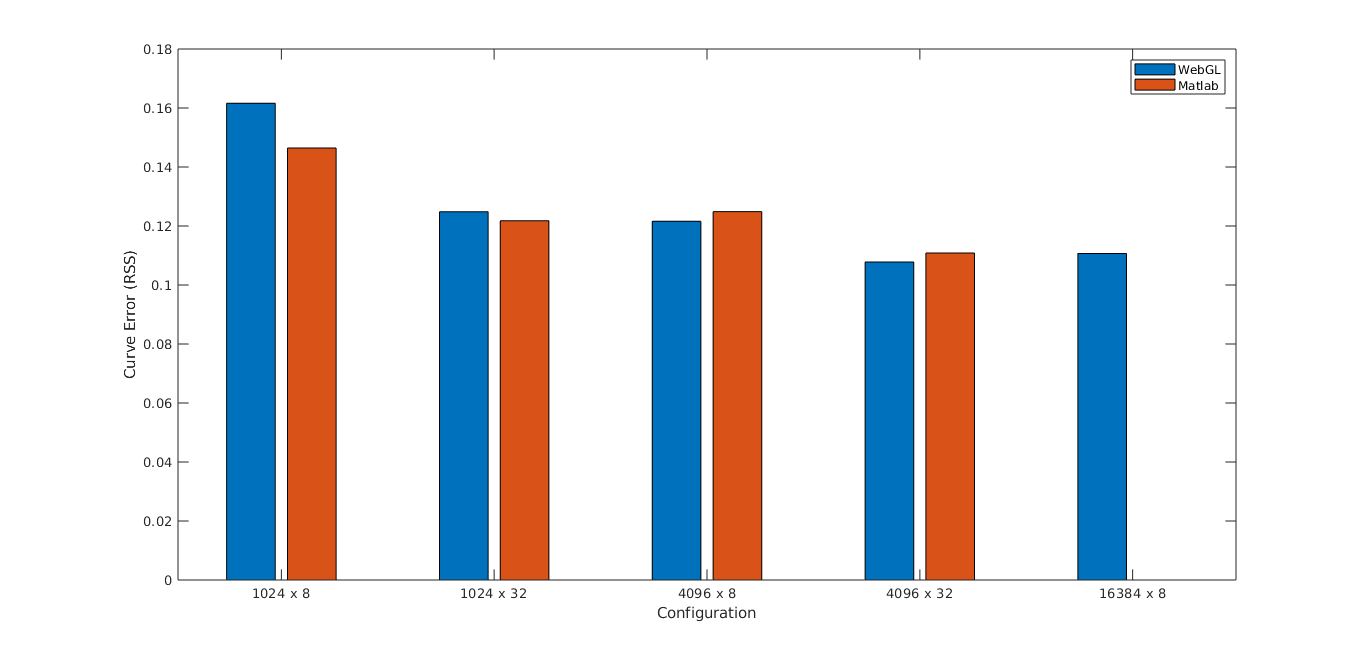 0.18
0.16
0.14
0.12
0.1
0.08
0.06
0.04
0.02
0
Curve Error (RSS)
WebGL
Matlab
1024 x 8
1024 x 32
4096 x 8
4096 x 32
16384 x 8
Configuration